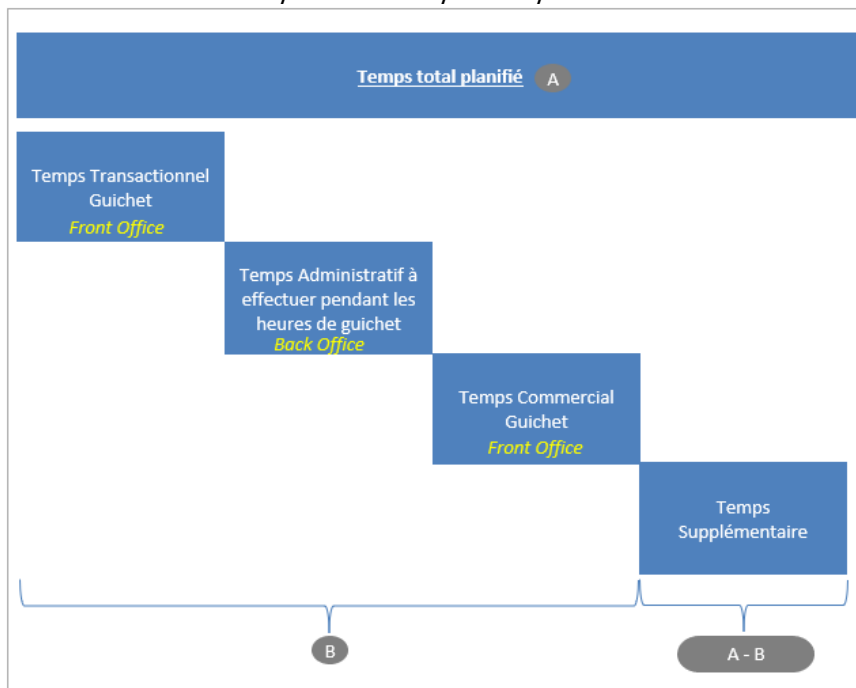 Temps total planifié A
Temps Transactionnel
Guichet
Front Office
Temps Administratif à
effectuer pendant les
heures de guichet
Back Office
Temps Commercial
Guichet
Front Office
Temps
Supplémentaire
B
A - B